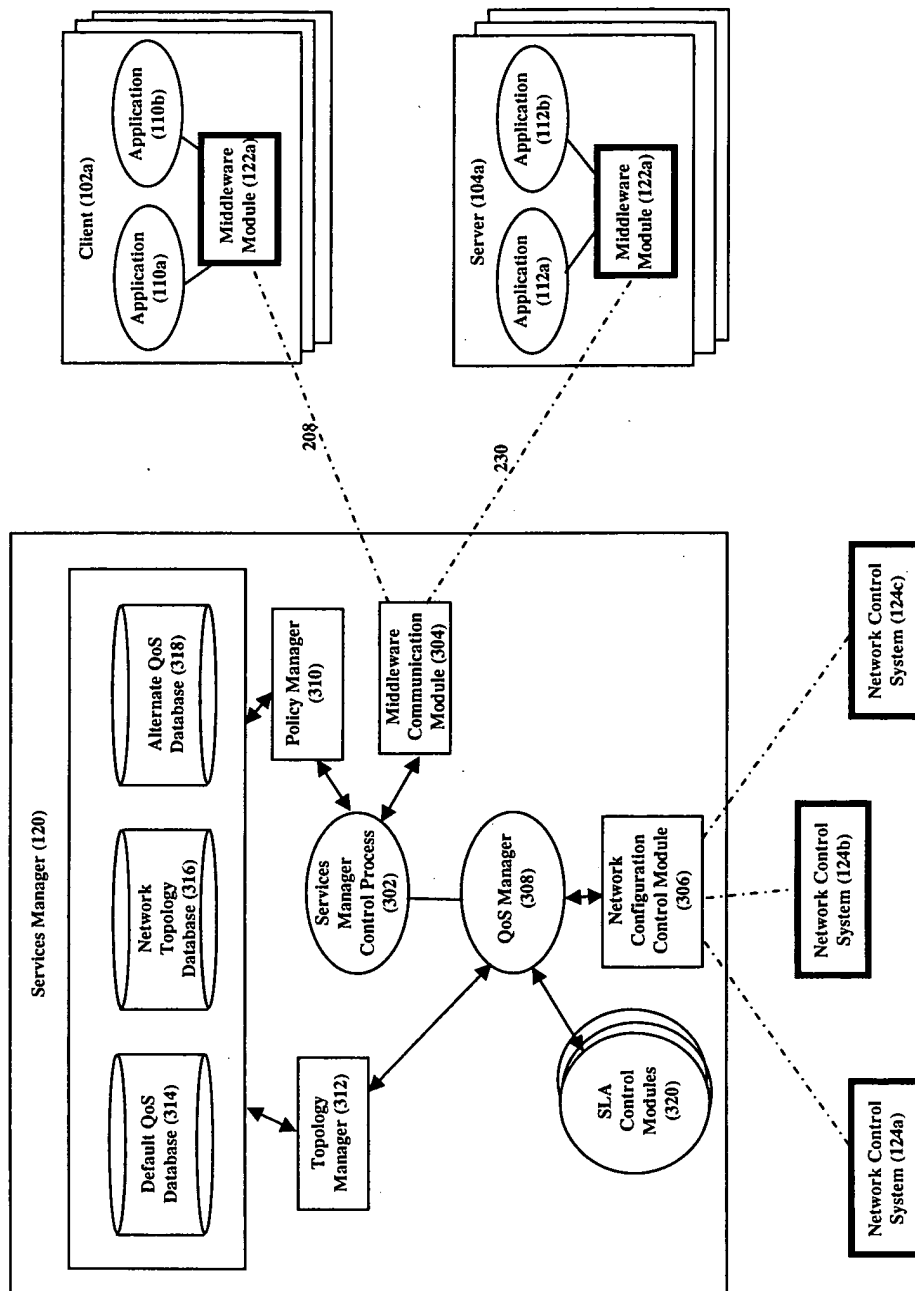 Services Manager (120)
Default QoS
Database (314)
Network
Topology
Database (316)
Alternate QoS
Database (318)
Topology
Manager (312)
Policy Manager
(310)
Services
Manager
Control Process
(302)
Middleware
Communication
Module (304)
QoS Manager
(308)
SLA
Control
Modules
(320)
Network
Configuration
Control Module
(306)
Network Control
System (124a)
Network Control
System (124b)
Network Control
System (124c)
208
230
Client (102a)
Application
(110a)
Application
(110b)
Middleware
Module (122a)
Server (104a)
Application
(112a)
Application
(112b)
Middleware
Module (122a)